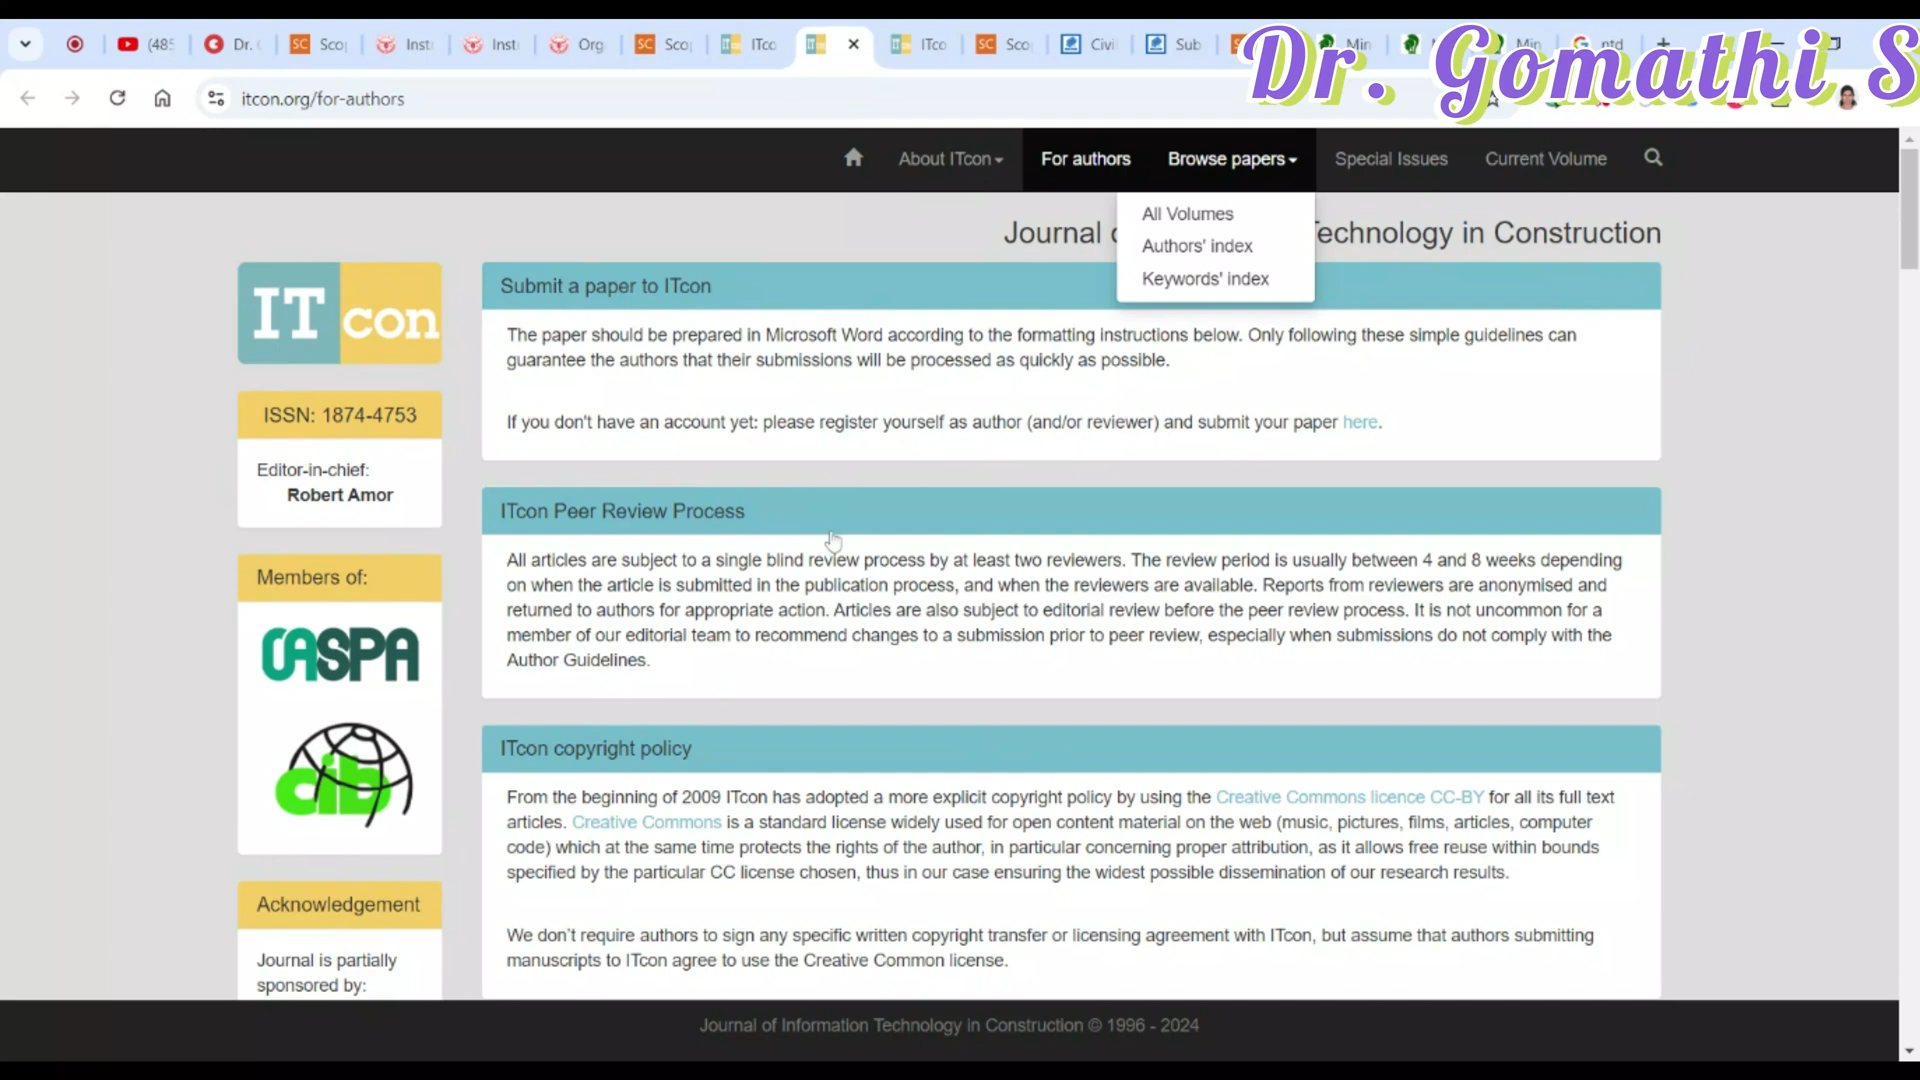 (485
Dr.
Sco
Inst
Inst
Org
Sco
ITco
ITco
Sco
Civi
Sub
Min
Min
ntd
Dr. Gomathi S
itcon.org/for-authors
About ITcon
For authors
Browse papers
Special Issues
Current Volume
All Volumes
Authors' index
Keywords' index
Journal
Technology in Construction
IT con
ISSN: 1874-4753
Editor-in-chief:
Robert Amor
Members of:
OASPA
cib
Acknowledgement
Journal is partially
sponsored by:
Submit a paper to ITcon
The paper should be prepared in Microsoft Word according to the formatting instructions below. Only following these simple guidelines can
guarantee the authors that their submissions will be processed as quickly as possible.
If you don't have an account yet: please register yourself as author (and/or reviewer) and submit your paper here.
ITcon Peer Review Process
All articles are subject to a single blind review process by at least two reviewers. The review period is usually between 4 and 8 weeks depending
on when the article is submitted in the publication process, and when the reviewers are available. Reports from reviewers are anonymised and
returned to authors for appropriate action. Articles are also subject to editorial review before the peer review process. It is not uncommon for a
member of our editorial team to recommend changes to a submission prior to peer review, especially when submissions do not comply with the
Author Guidelines.
ITcon copyright policy
From the beginning of 2009 ITcon has adopted a more explicit copyright policy by using the Creative Commons licence CC-BY for all its full text
articles. Creative Commons is a standard license widely used for open content material on the web (music, pictures, films, articles, computer
code) which at the same time protects the rights of the author, in particular concerning proper attribution, as it allows free reuse within bounds
specified by the particular CC license chosen, thus in our case ensuring the widest possible dissemination of our research results.
We don't require authors to sign any specific written copyright transfer or licensing agreement with ITcon, but assume that authors submitting
manuscripts to ITcon agree to use the Creative Common license.
Journal of Information Technology in Construction © 1996 - 2024